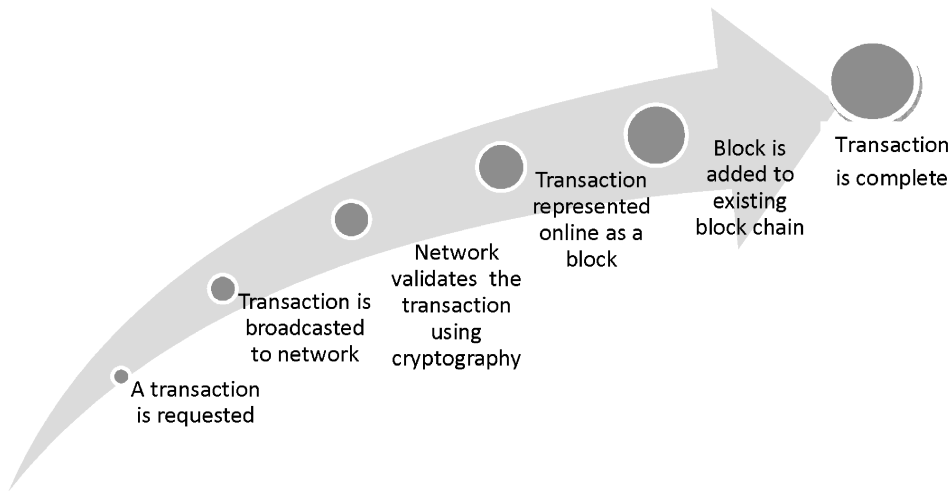 A transaction
is requested
Transaction is
broadcasted
to network
Network
validates the
transaction
using
cryptography
Transaction
represented
online as a
block
Block is
added to
existing
block chain
Transaction
is complete